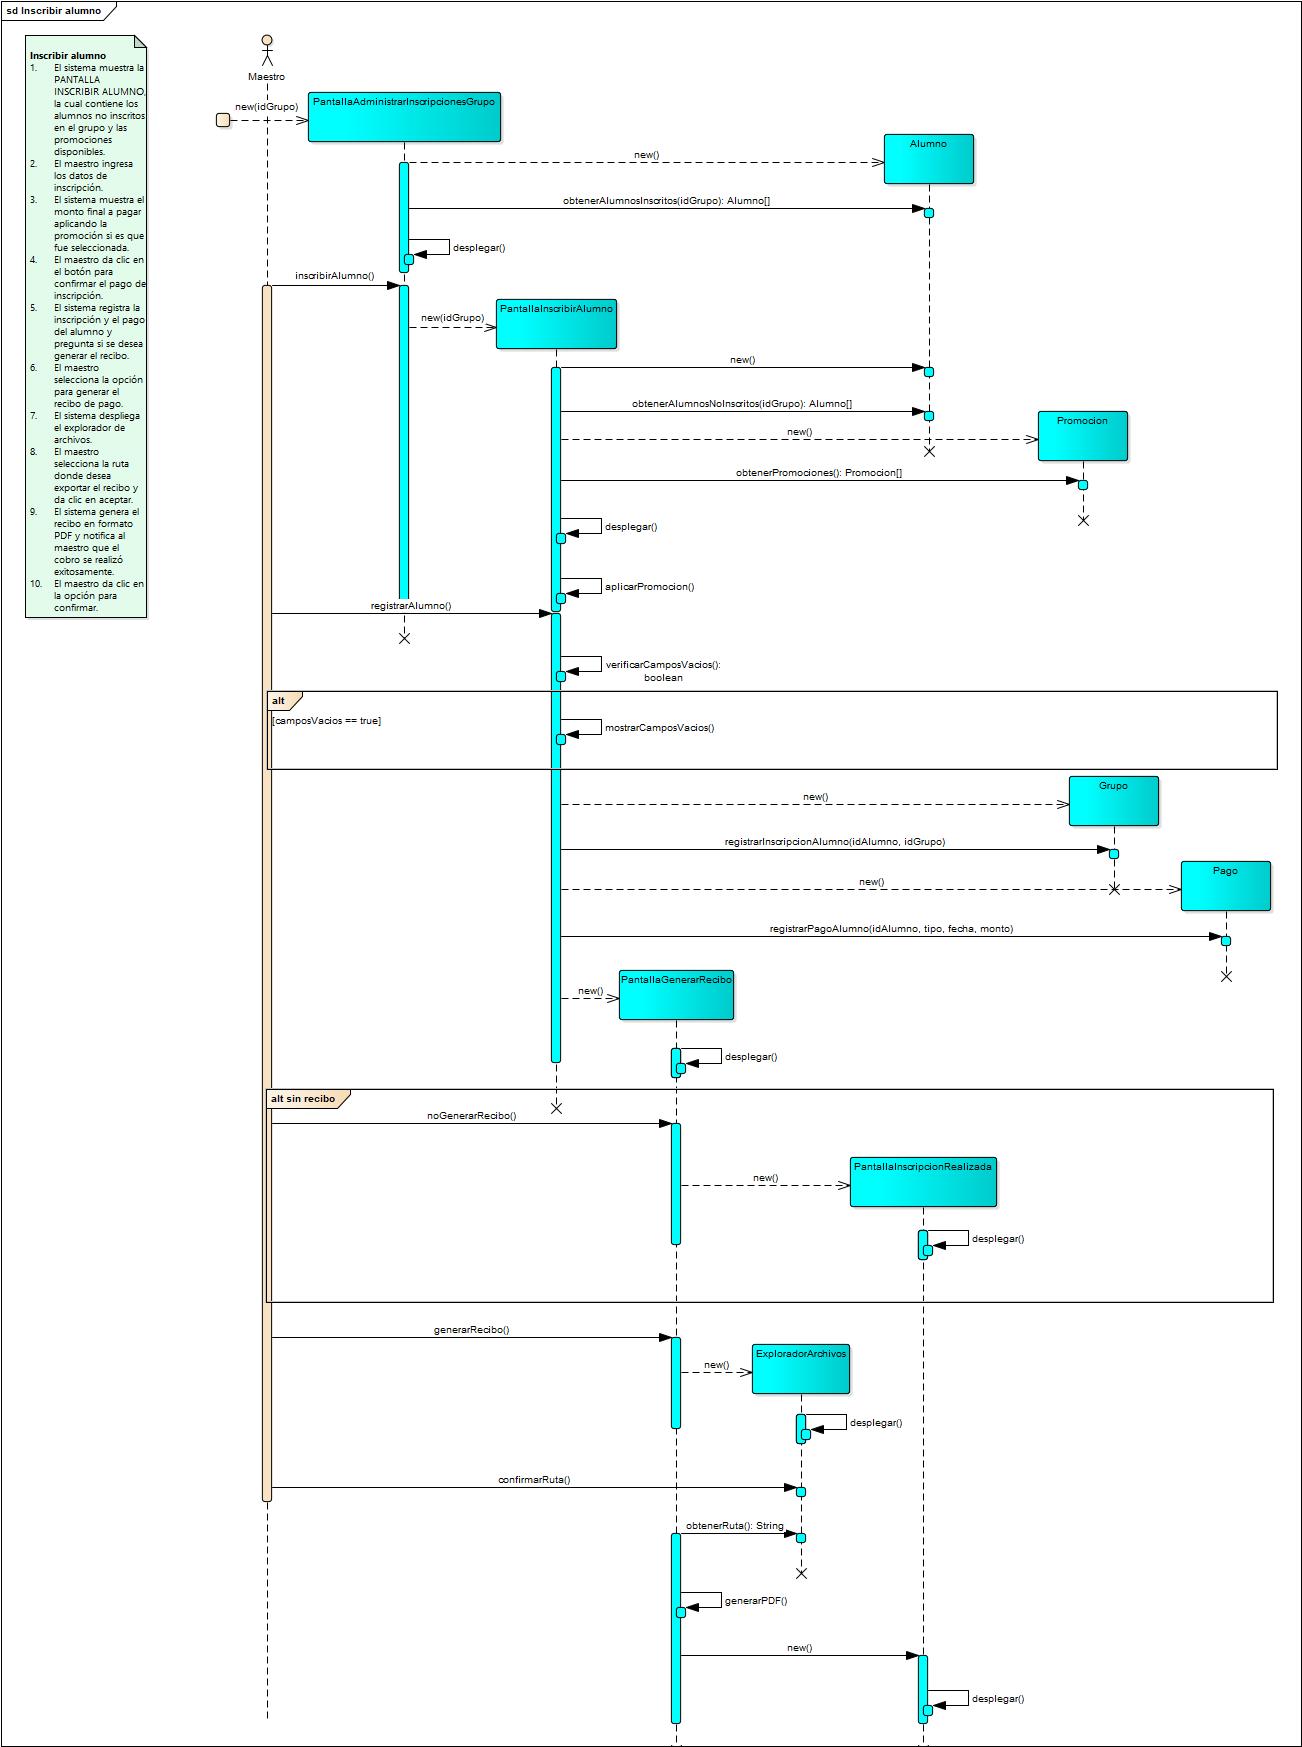 sd Inscribir alumno
Inscribir alumno
1. El sistema muestra la
PANTALLA
INSCRIBIR ALUMNO,
la cual contiene los
alumnos no inscritos
en el grupo y las
promociones
disponibles.
2. El maestro ingresa
los datos de
inscripción.
3. El sistema muestra el
monto final a pagar
aplicando la
promoción si es que
fue seleccionada.
4. El maestro da clic en
el botón para
confirmar el pago de
inscripción.
5. El sistema registra la
inscripción y el pago
del alumno y
pregunta si se desea
generar el recibo.
6. El maestro
selecciona la opción
para generar el
recibo de pago.
7. El sistema despliega
el explorador de
archivos.
8. El maestro
selecciona la ruta
donde desea
exportar el recibo y
da clic en aceptar.
9. El sistema genera el
recibo en formato
PDF y notifica al
maestro que el
cobro se realizó
exitosamente.
10. El maestro da clic en
la opción para
confirmar.
Maestro
new(idGrupo)
PantallaAdministrarInscripcionesGrupo
new()
Alumno
obtenerAlumnosInscritos(idGrupo): Alumno[]
desplegar()
inscribirAlumno()
new(idGrupo)
PantallaInscribirAlumno
new()
obtenerAlumnosNoInscritos(idGrupo): Alumno[]
new()
Promocion
obtenerPromociones(): Promocion[]
desplegar()
aplicarPromocion()
registrarAlumno()
verificarCamposVacios():
boolean
alt
[camposVacios == true]
mostrarCamposVacios()
new()
Grupo
registrarInscripcionAlumno(idAlumno, idGrupo)
new()
Pago
registrarPagoAlumno(idAlumno, tipo, fecha, monto)
new()
PantallaGenerarRecibo
desplegar()
alt sin recibo
noGenerarRecibo()
new()
PantallaInscripcionRealizada
desplegar()
generarRecibo()
new()
ExploradorArchivos
desplegar()
confirmarRuta()
obtenerRuta(): String
generarPDF()
new()
desplegar()